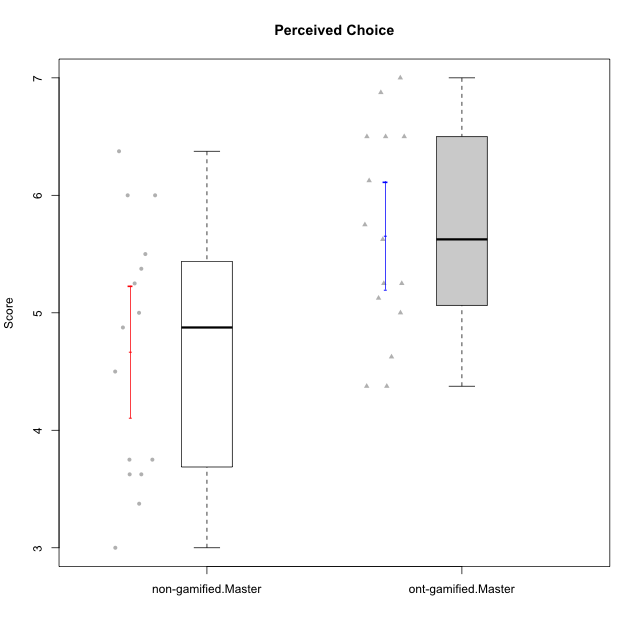 Perceived Choice
Score
7
6
5
4
3
non-gamified.Master
ont-gamified.Master